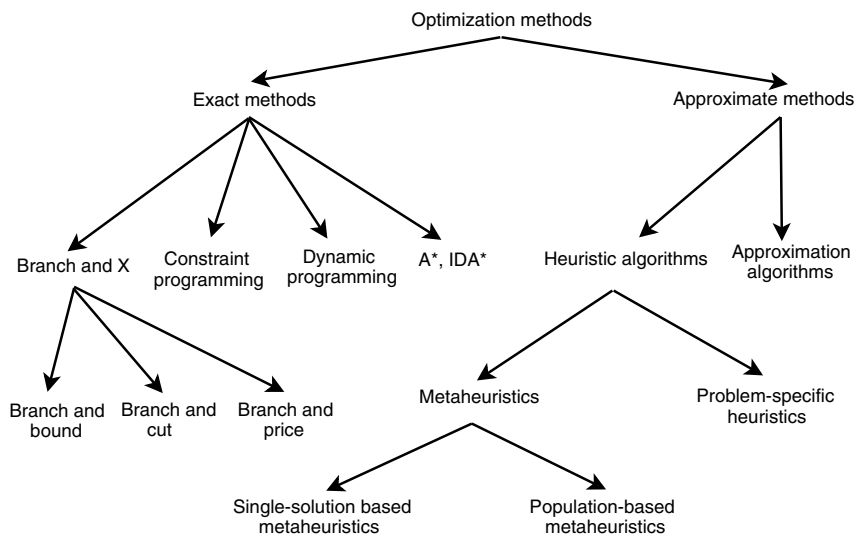 Optimization methods
Exact methods
Approximate methods
Branch and X
Constraint
programming
Dynamic
programming
A*, IDA*
Heuristic algorithms
Approximation
algorithms
Branch and
bound
Branch and
cut
Branch and
price
Metaheuristics
Problem-specific
heuristics
Single-solution based
metaheuristics
Population-based
metaheuristics